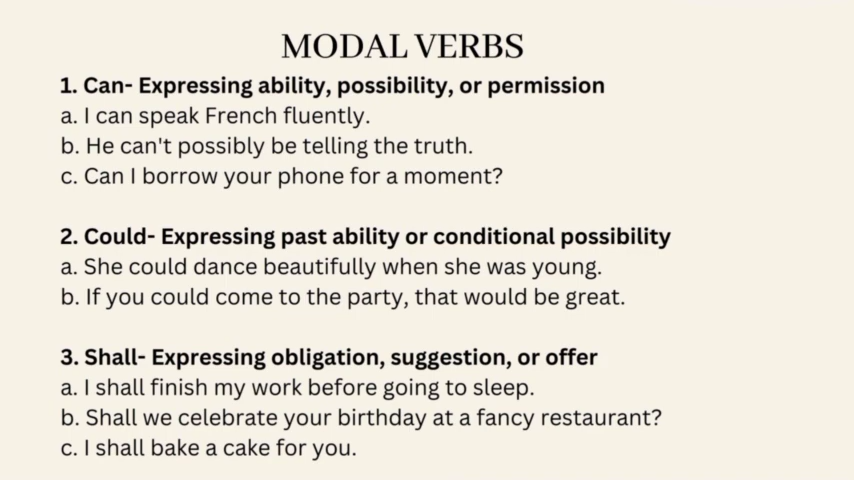 MODAL VERBS
1. Can- Expressing ability, possibility, or permission
a. I can speak French fluently.
b. He can't possibly be telling the truth.
c. Can I borrow your phone for a moment?
2. Could- Expressing past ability or conditional possibility
a. She could dance beautifully when she was young.
b. If you could come to the party, that would be great.
3. Shall- Expressing obligation, suggestion, or offer
a. I shall finish my work before going to sleep.
b. Shall we celebrate your birthday at a fancy restaurant?
c. I shall bake a cake for you.